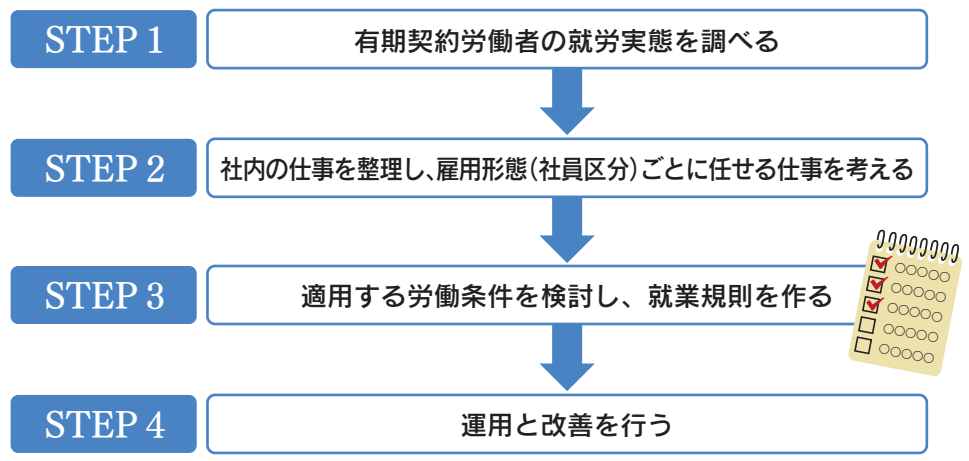 STEP 1
有期契約労働者の就労実態を調べる
STEP 2
社内の仕事を整理し、雇用形態（社員区分）ごとに任せる仕事を考える
STEP 3
適用する労働条件を検討し、就業規則を作る
○○○○○
○○○○○
○○○○○
○○○○○
○○○○○
STEP 4
運用と改善を行う